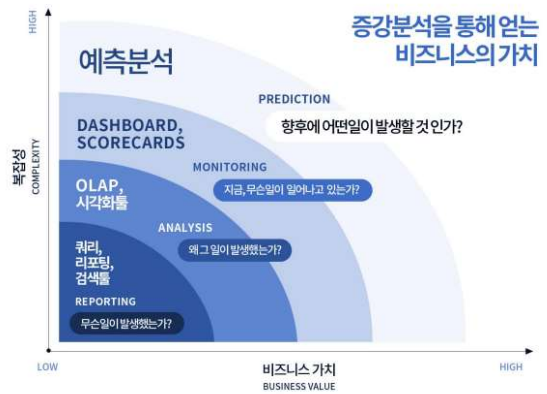 증강분석을 통해 얻는
비즈니스의 가치
HIGH
예측분석
PREDICTION
향후에 어떤일이 발생할 것 인가?
DASHBOARD,
SCORECARDS
MONITORING
지금, 무슨일이 일어나고 있는가?
복잡성
COMPLEXITY
OLAP,
시각화툴
ANALYSIS
왜 그 일이 발생했는가?
쿼리,
리포팅,
검색툴
REPORTING
무슨일이 발생했는가?
LOW
비즈니스 가치
BUSINESS VALUE
HIGH